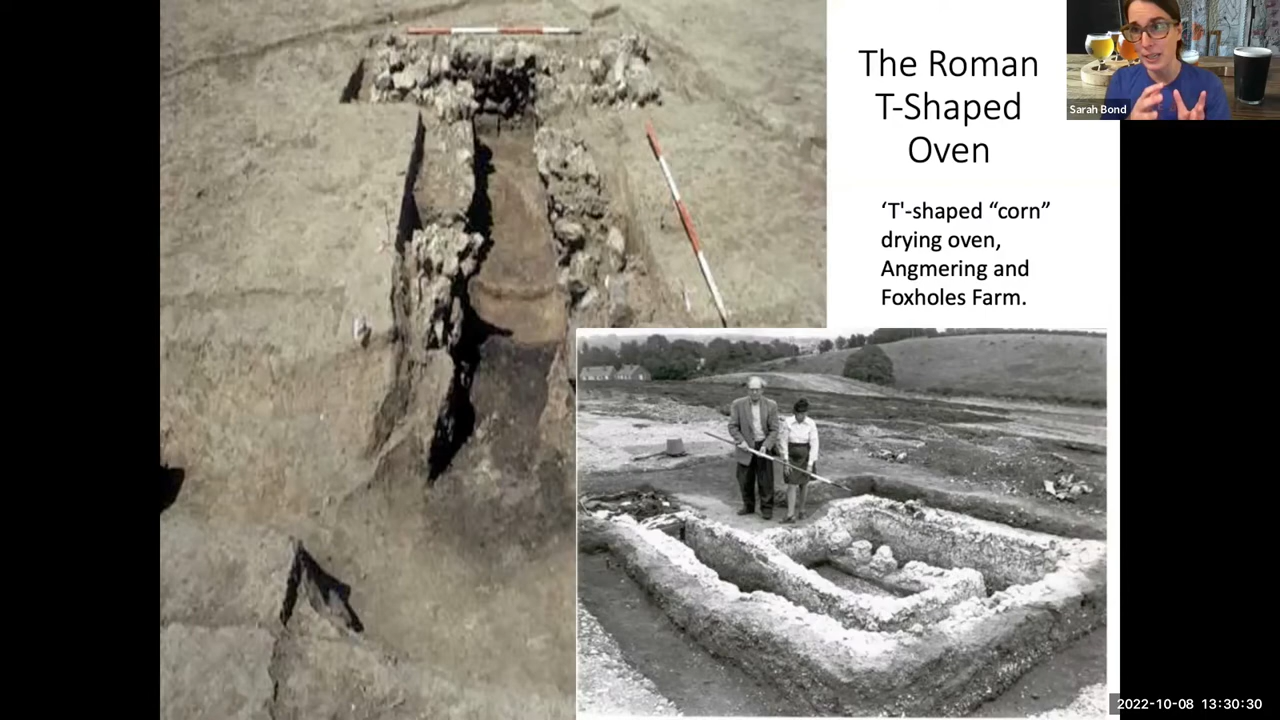 The Roman
T-Shaped
Oven
Sarah Bond
‘T'-shaped “corn”
drying oven,
Angmering and
Foxholes Farm.
2022-10-08 13:30:30